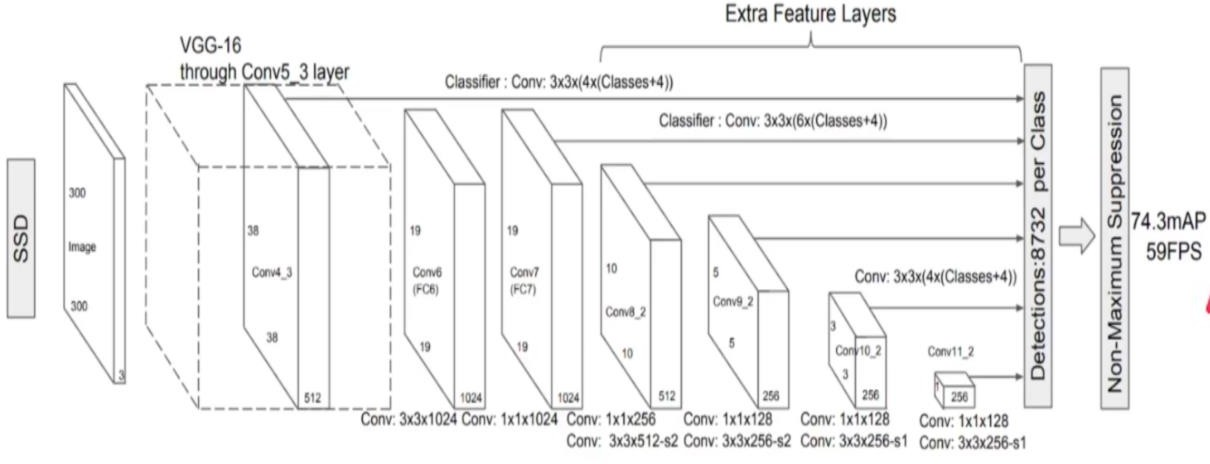 Extra Feature Layers
VGG-16
through Conv5_3 layer
Classifier : Conv: 3x3x(4x(Classes+4))
Classifier : Conv: 3x3x(6x(Classes+4))
SSD
300
Image
300
3
38
Conv4_3
38
512
19
Conv6
(FC6)
19
1024
19
Conv7
(FC7)
19
1024
10
Conv8_2
10
512
5
Conv9_2
5
256
Conv: 3x3x(4x(Classes+4))
3
Conv10_2
3
256
Conv11_2
1
256
Detections:8732 per Class
Non-Maximum Suppression
74.3mAP
59FPS
Conv: 3x3x1024
Conv: 1x1x1024
Conv: 1x1x256
Conv: 3x3x512-s2
Conv: 1x1x128
Conv: 3x3x256-s2
Conv: 1x1x128
Conv: 3x3x256-s1
Conv: 1x1x128
Conv: 3x3x256-s1